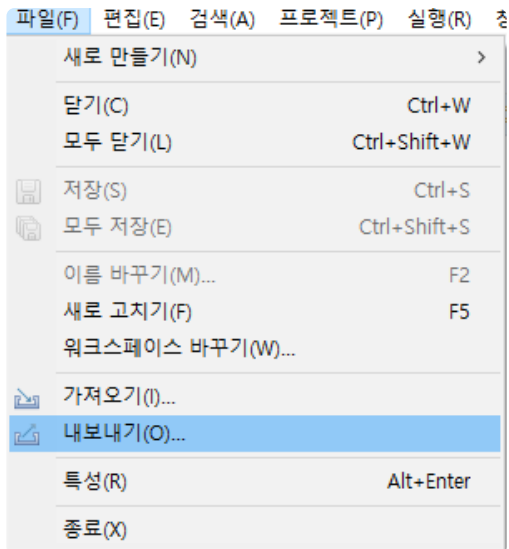 파일(F) 편집(E) 검색(A) 프로젝트(P) 실행(R)
새로 만들기(N) >
닫기(C) Ctrl+W
모두 닫기(L) Ctrl+Shift+W
저장(S) Ctrl+S
모두 저장(E) Ctrl+Shift+S
이름 바꾸기(M)... F2
새로 고치기(F) F5
워크스페이스 바꾸기(W)...
가져오기(I)...
내보내기(O)...
특성(R) Alt+Enter
종료(X)